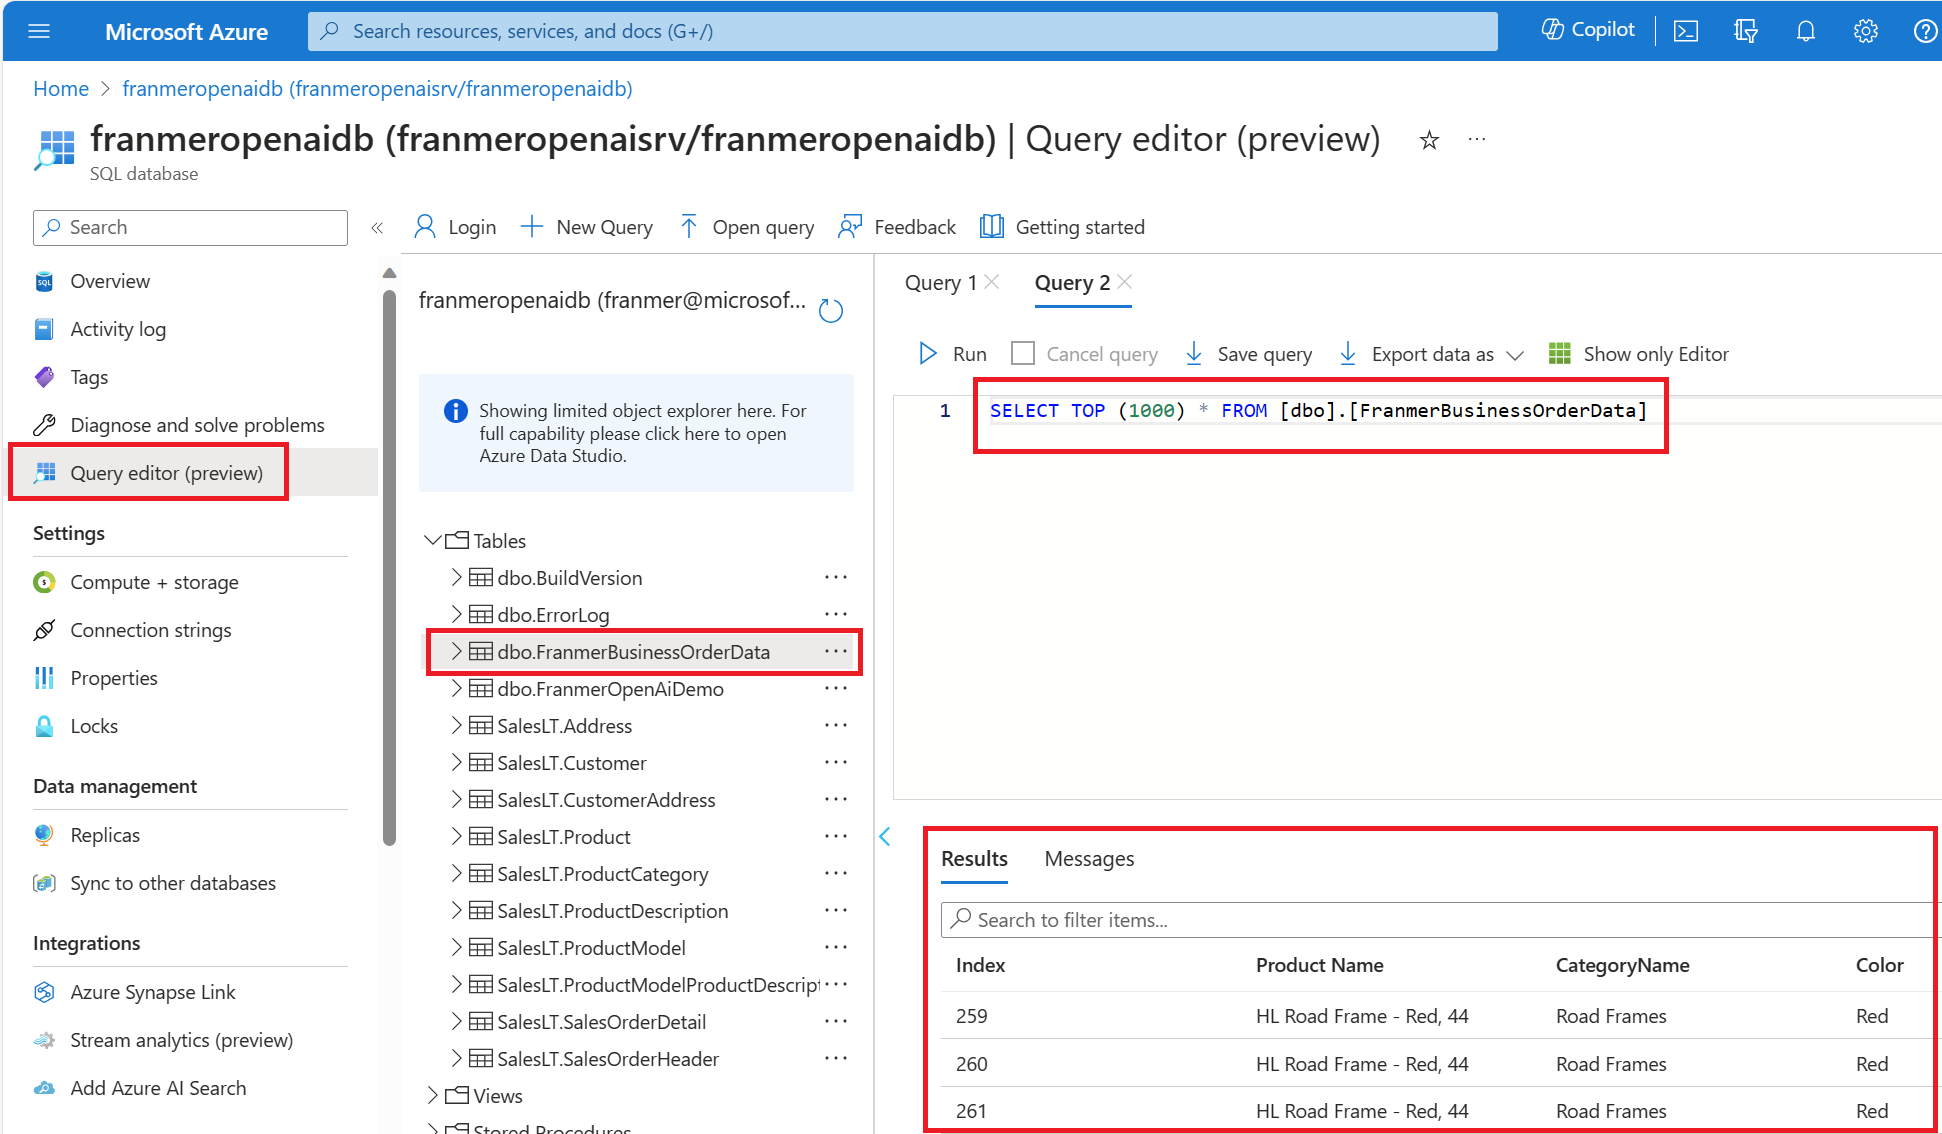 Microsoft Azure
Search resources, services, and docs (G+/)
Copilot
Home > franmeropenaidb (franmeropenaisrv/franmeropenaidb)
franmeropenaidb (franmeropenaisrv/franmeropenaidb) | Query editor (preview)
SQL database
Search
Overview
Activity log
Tags
Diagnose and solve problems
Query editor (preview)
Settings
Compute + storage
Connection strings
Properties
Locks
Data management
Replicas
Sync to other databases
Integrations
Azure Synapse Link
Stream analytics (preview)
Add Azure AI Search
Login
New Query
Open query
Feedback
Getting started
franmeropenaidb (franmer@microsof...
Showing limited object explorer here. For
full capability please click here to open
Azure Data Studio.
Tables
dbo.BuildVersion
dbo.ErrorLog
dbo.FranmerBusinessOrderData
dbo.FranmerOpenAiDemo
SalesLT.Address
SalesLT.Customer
SalesLT.CustomerAddress
SalesLT.Product
SalesLT.ProductCategory
SalesLT.ProductDescription
SalesLT.ProductModel
SalesLT.ProductModelProductDescript
SalesLT.SalesOrderDetail
SalesLT.SalesOrderHeader
Views
Stored Procedures
Query 1
Query 2
Run
Cancel query
Save query
Export data as
Show only Editor
1 SELECT TOP (1000) * FROM [dbo].[FranmerBusinessOrderData]
Results
Messages
Search to filter items...
Index Product Name CategoryName Color
259 HL Road Frame - Red, 44 Road Frames Red
260 HL Road Frame - Red, 44 Road Frames Red
261 HL Road Frame - Red, 44 Road Frames Red